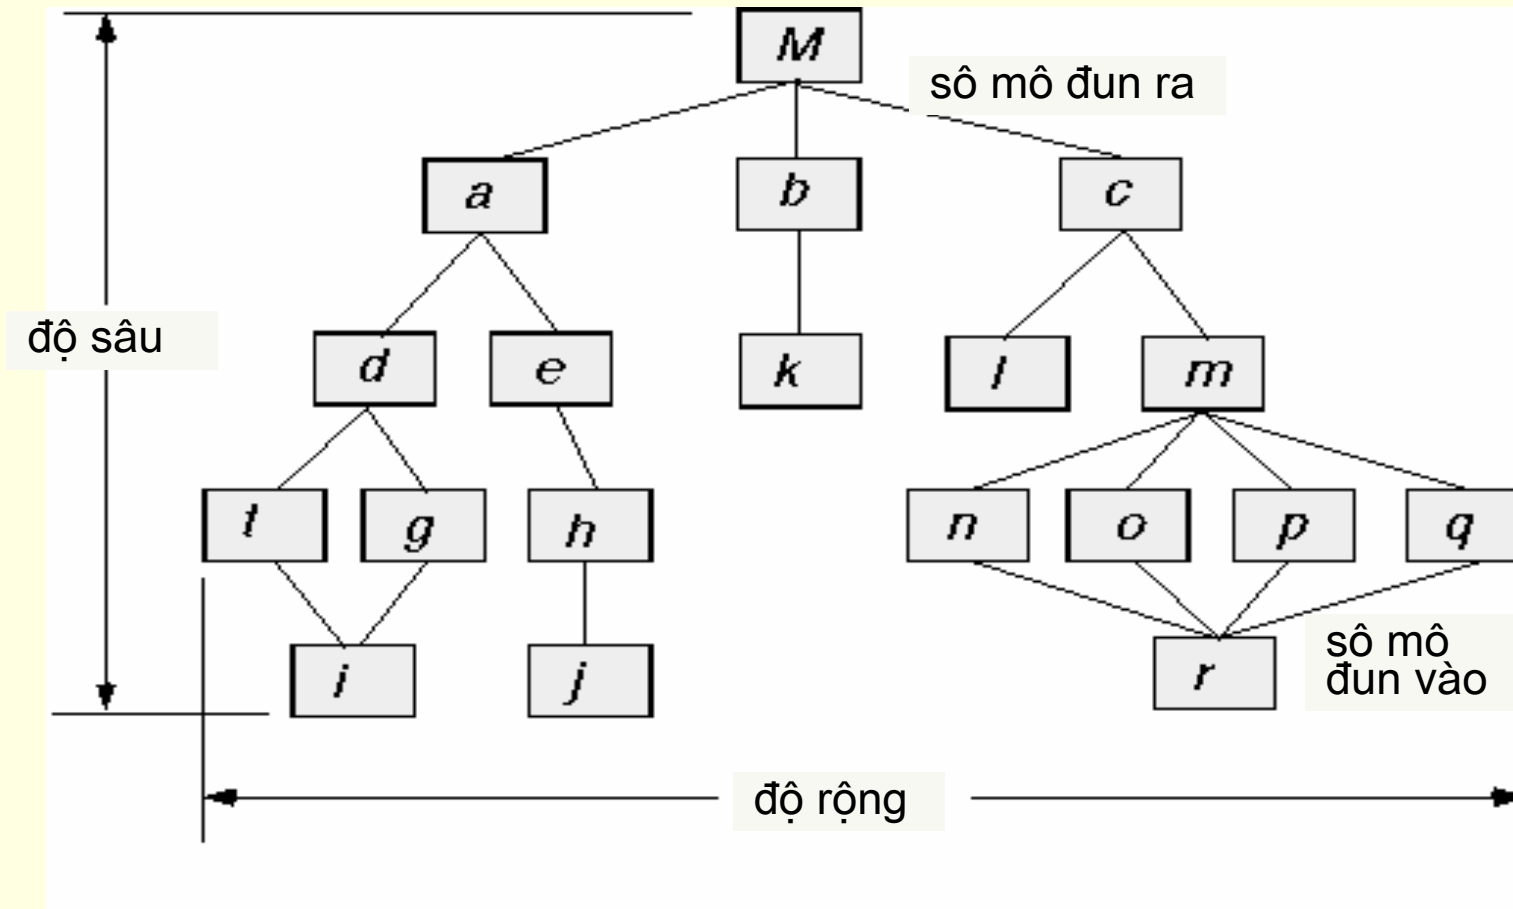 M
sô mô đun ra
a
b
c
độ sâu
d
e
k
l
m
t
g
h
n
o
p
q
i
j
r
sô mô
đun vào
độ rộng